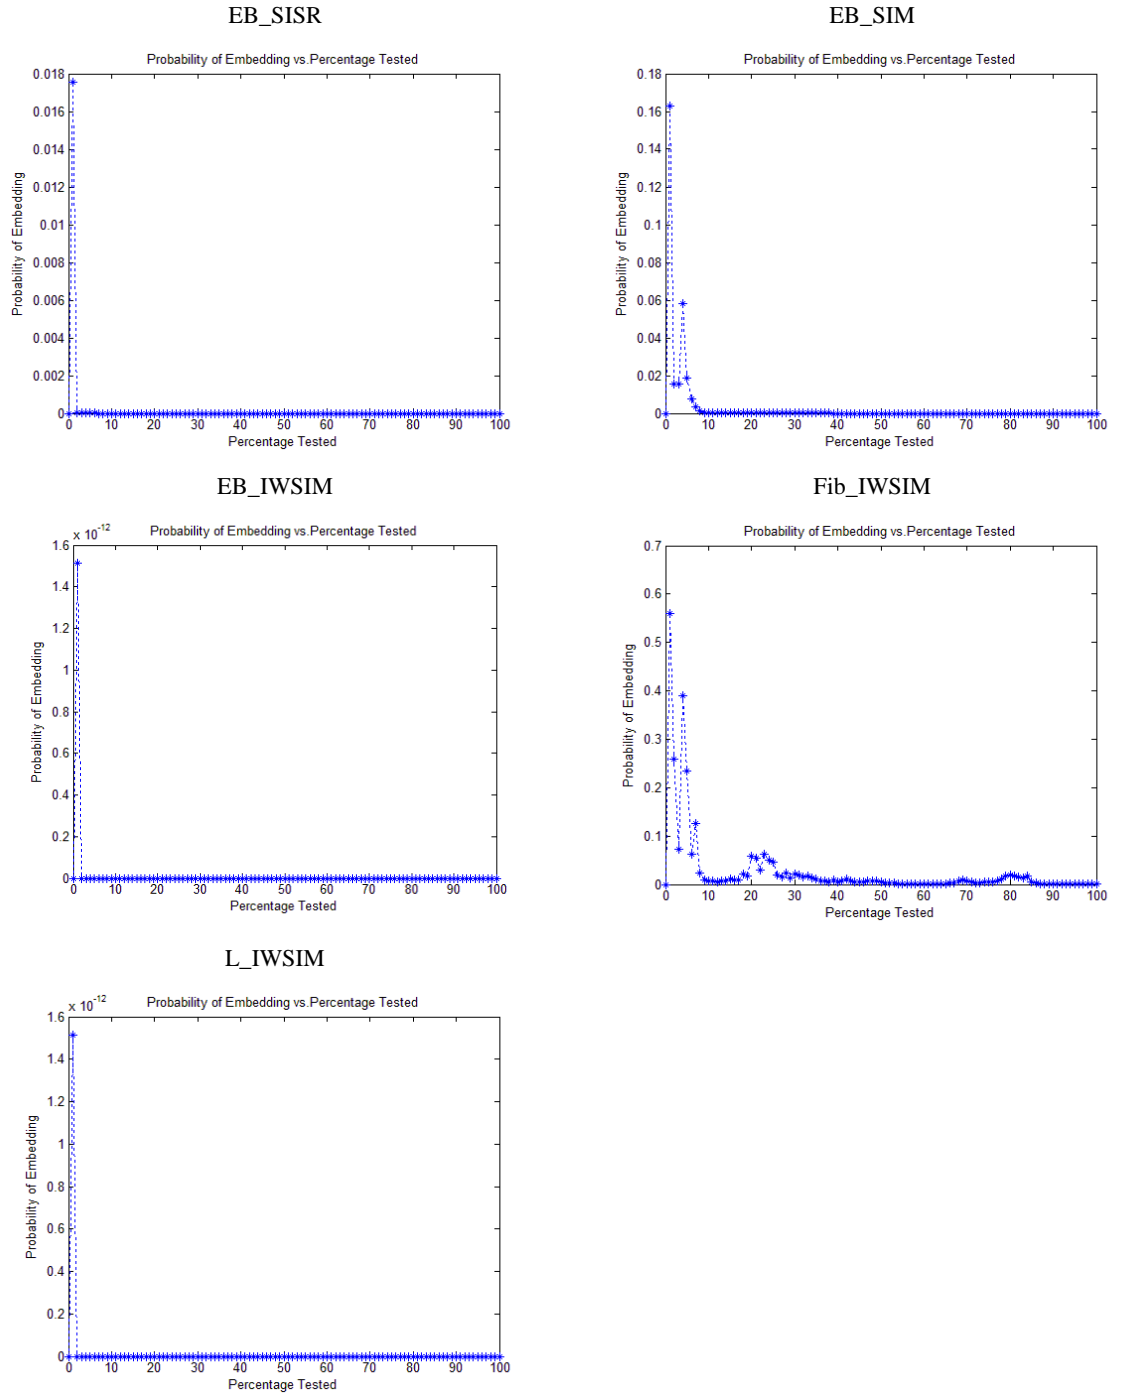 EB_SISR
Probability of Embedding vs.Percentage Tested
0.018
0.016
0.014
0.012
0.01
0.008
0.006
0.004
0.002
0
Probability of Embedding
0 10 20 30 40 50 60 70 80 90 100
Percentage Tested
EB_SIM
Probability of Embedding vs.Percentage Tested
0.18
0.16
0.14
0.12
0.1
0.08
0.06
0.04
0.02
0
Probability of Embedding
0 10 20 30 40 50 60 70 80 90 100
Percentage Tested
EB_IWSIM
x 10-12
Probability of Embedding vs.Percentage Tested
1.6
1.4
1.2
1
0.8
0.6
0.4
0.2
0
Probability of Embedding
0 10 20 30 40 50 60 70 80 90 100
Percentage Tested
Fib_IWSIM
Probability of Embedding vs.Percentage Tested
0.7
0.6
0.5
0.4
0.3
0.2
0.1
0
Probability of Embedding
0 10 20 30 40 50 60 70 80 90 100
Percentage Tested
L_IWSIM
x 10-12
Probability of Embedding vs.Percentage Tested
1.6
1.4
1.2
1
0.8
0.6
0.4
0.2
0
Probability of Embedding
0 10 20 30 40 50 60 70 80 90 100
Percentage Tested